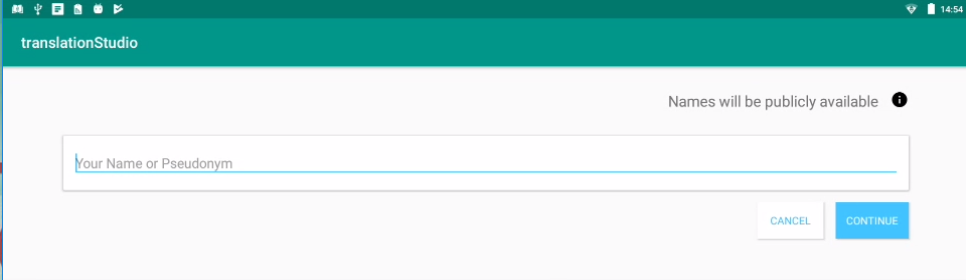 14:54
translationStudio
Names will be publicly available
Your Name or Pseudonym
CANCEL CONTINUE